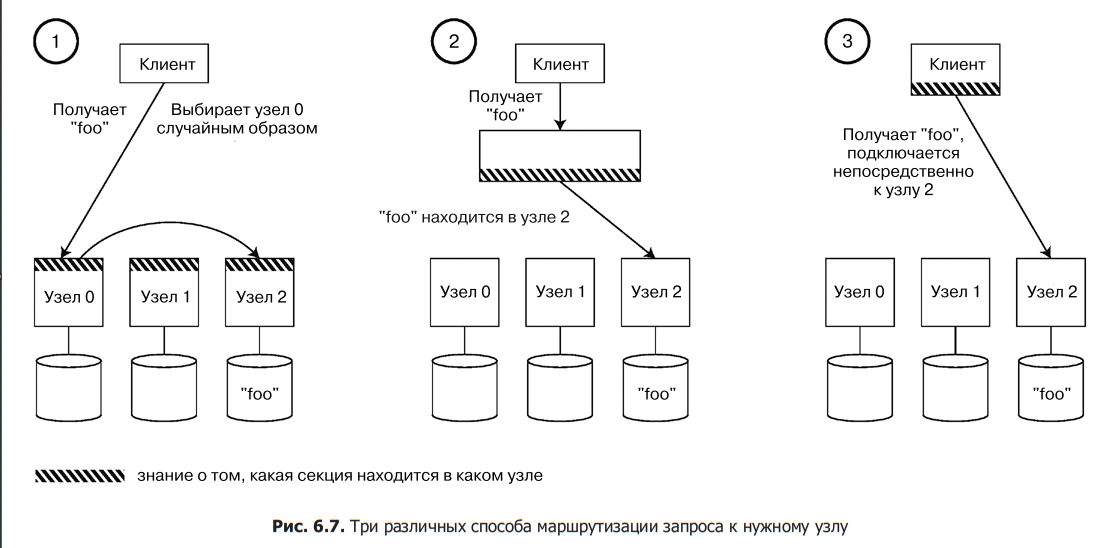 1
Клиент
Получает
"foo"
Выбирает узел 0
случайным образом
Узел 0
Узел 1
Узел 2
"foo"
2
Клиент
Получает
"foo"
"foo" находится в узле 2
Узел 0
Узел 1
Узел 2
"foo"
3
Клиент
Получает "foo",
подключается
непосредственно
к узлу 2
Узел 0
Узел 1
Узел 2
"foo"
знание о том, какая секция находится в каком узле
Рис. 6.7. Три различных способа маршрутизации запроса к нужному узлу